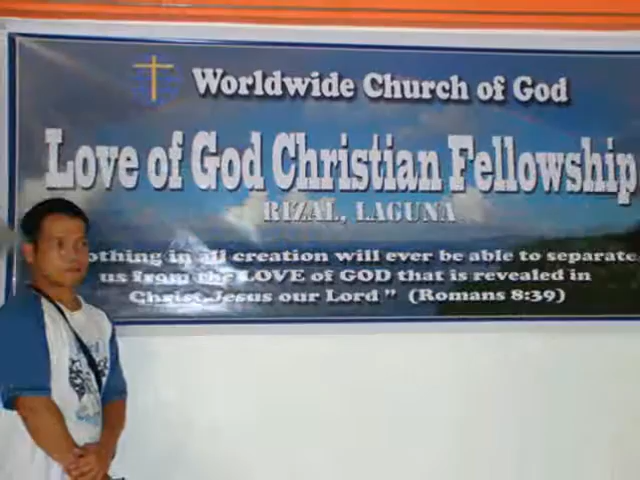 Worldwide Church of God
Love of God Christian Fellowship
RIZAL, LAGUNA
othing in all creation will ever be able to separate
us from the LOVE of GOD that is revealed in
Christ Jesus our Lord " (Romans 8:39)